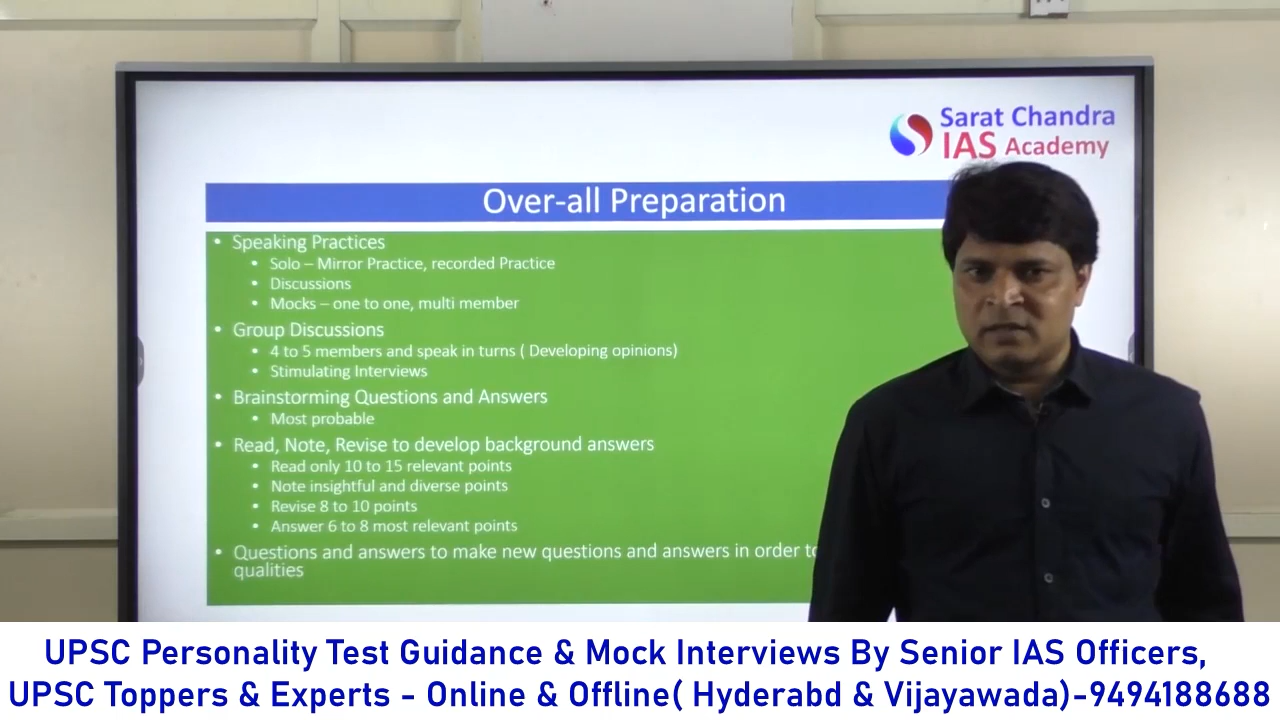 Sarat Chandra
IAS Academy
Over-all Preparation
• Speaking Practices
• Solo – Mirror Practice, recorded Practice
• Discussions
• Mocks – one to one, multi member
• Group Discussions
• 4 to 5 members and speak in turns ( Developing opinions)
• Stimulating Interviews
• Brainstorming Questions and Answers
• Most probable
• Read, Note, Revise to develop background answers
• Read only 10 to 15 relevant points
• Note insightful and diverse points
• Revise 8 to 10 points
• Answer 6 to 8 most relevant points
• Questions and answers to make new questions and answers in order to
qualities
UPSC Personality Test Guidance & Mock Interviews By Senior IAS Officers,
UPSC Toppers & Experts - Online & Offline( Hyderabd & Vijayawada)-9494188688